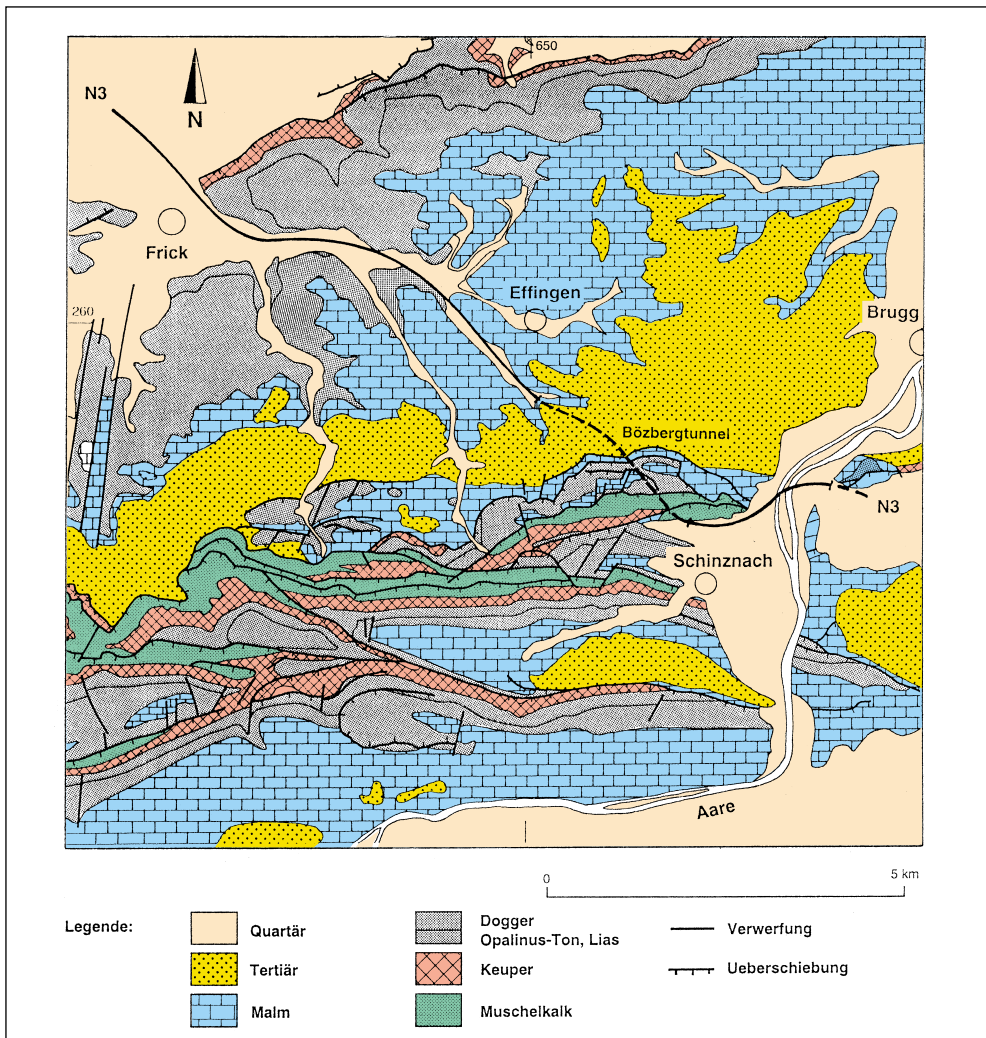 650
N3
N
Frick
260
Effingen
Brugg
Bözbergtunnel
N3
Schinznach
Aare
0
5 km
Legende:
Quartär
Dogger
Opalinus-Ton, Lias
Verwerfung
Tertiär
Keuper
Ueberschiebung
Malm
Muschelkalk